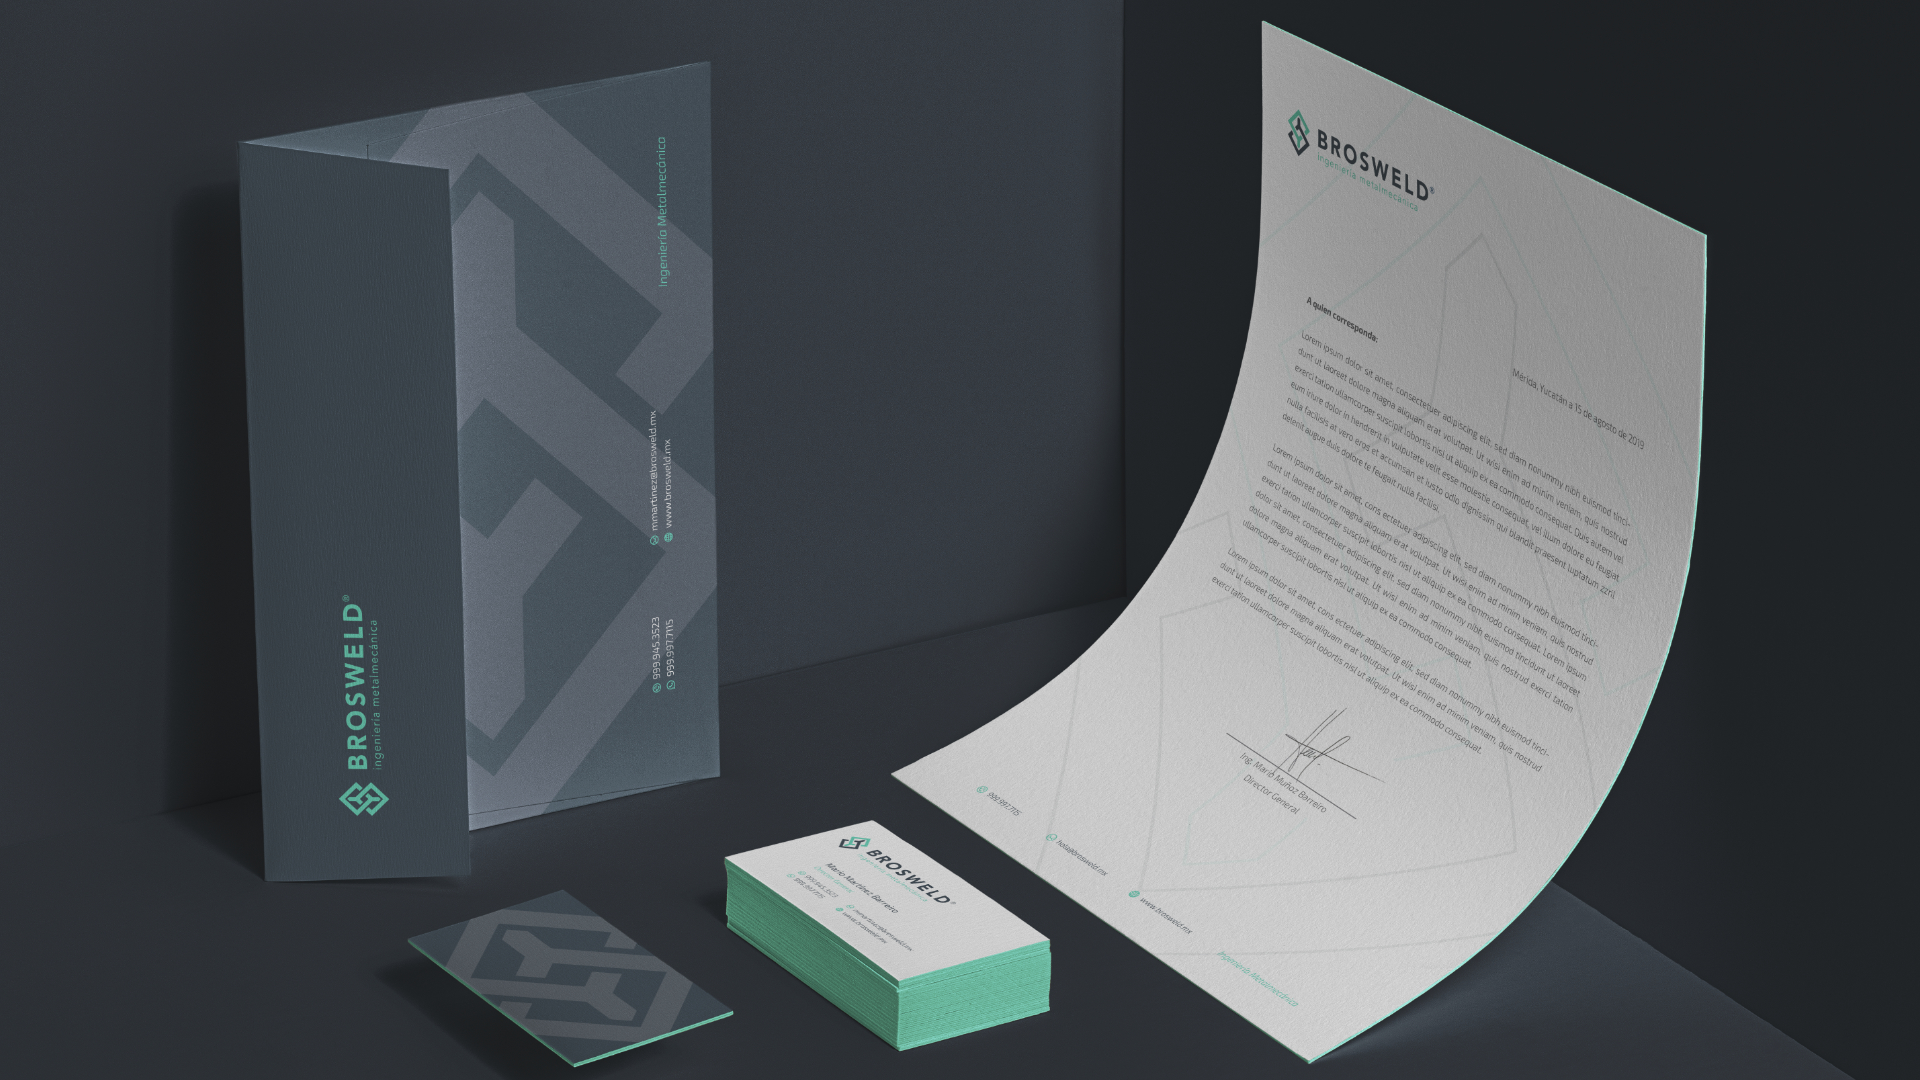 BROSWELD®
ingeniería metalmecánica
Ingeniería Metalmecánica
mmartinez@brosweld.mx
www.brosweld.mx
999.945.3523
999.997.7115
BROSWELD®
ingeniería metalmecánica
Mario Martínez Barreiro
999.945.3523
999.997.7115
www.brosweld.mx
BROSWELD®
ingeniería metalmecánica
Mérida, Yucatán a 15 de agosto de 2019
A quien corresponda:
Lorem ipsum dolor sit amet, consectetuer adipiscing elit, sed diam nonummy nibh euismod tinci-
dunt ut laoreet dolore magna aliquam erat volutpat. Ut wisi enim ad minim veniam, quis nostrud
exerci tation ullamcorper suscipit lobortis nisl ut aliquip ex ea commodo consequat. Duis autem vel
eum iriure dolor in hendrerit in vulputate velit esse molestie consequat, vel illum dolore eu feugiat
nulla facilisis at vero eros et accumsan et iusto odio dignissim qui blandit praesent luptatum zzril
delenit augue duis dolore te feugait nulla facilisi.
Lorem ipsum dolor sit amet, cons ectetuer adipiscing elit, sed diam nonummy nibh euismod tinci-
dunt ut laoreet dolore magna aliquam erat volutpat. Ut wisi enim ad minim veniam, quis nostrud
exerci tation ullamcorper suscipit lobortis nisl ut aliquip ex ea commodo consequat. Lorem ipsum
dolor sit amet, consectetuer adipiscing elit, sed diam nonummy nibh euismod tincidunt ut laoreet
dolore magna aliquam erat volutpat. Ut wisi enim ad minim veniam, quis nostrud exerci tation
ullamcorper suscipit lobortis nisl ut aliquip ex ea commodo consequat.
Lorem ipsum dolor sit amet, cons ectetuer adipiscing elit, sed diam nonummy nibh euismod tinci-
dunt ut laoreet dolore magna aliquam erat volutpat. Ut wisi enim ad minim veniam, quis nostrud
exerci tation ullamcorper suscipit lobortis nisl ut aliquip ex ea commodo consequat.
Ing. Mario Muñoz Barreiro
Director General
999.997.7115
hola@brosweld.mx
www.brosweld.mx
Ingeniería Metalmecánica